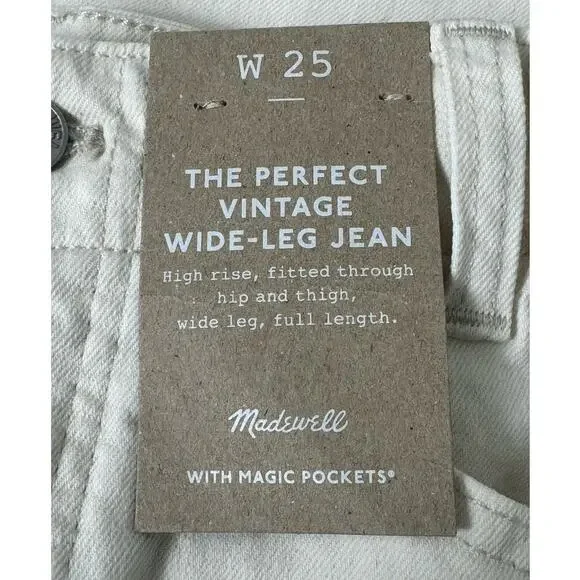 W 25
THE PERFECT
VINTAGE
WIDE-LEG JEAN
High rise, fitted through
hip and thigh,
wide leg, full length.
Madewell
WITH MAGIC POCKETS®